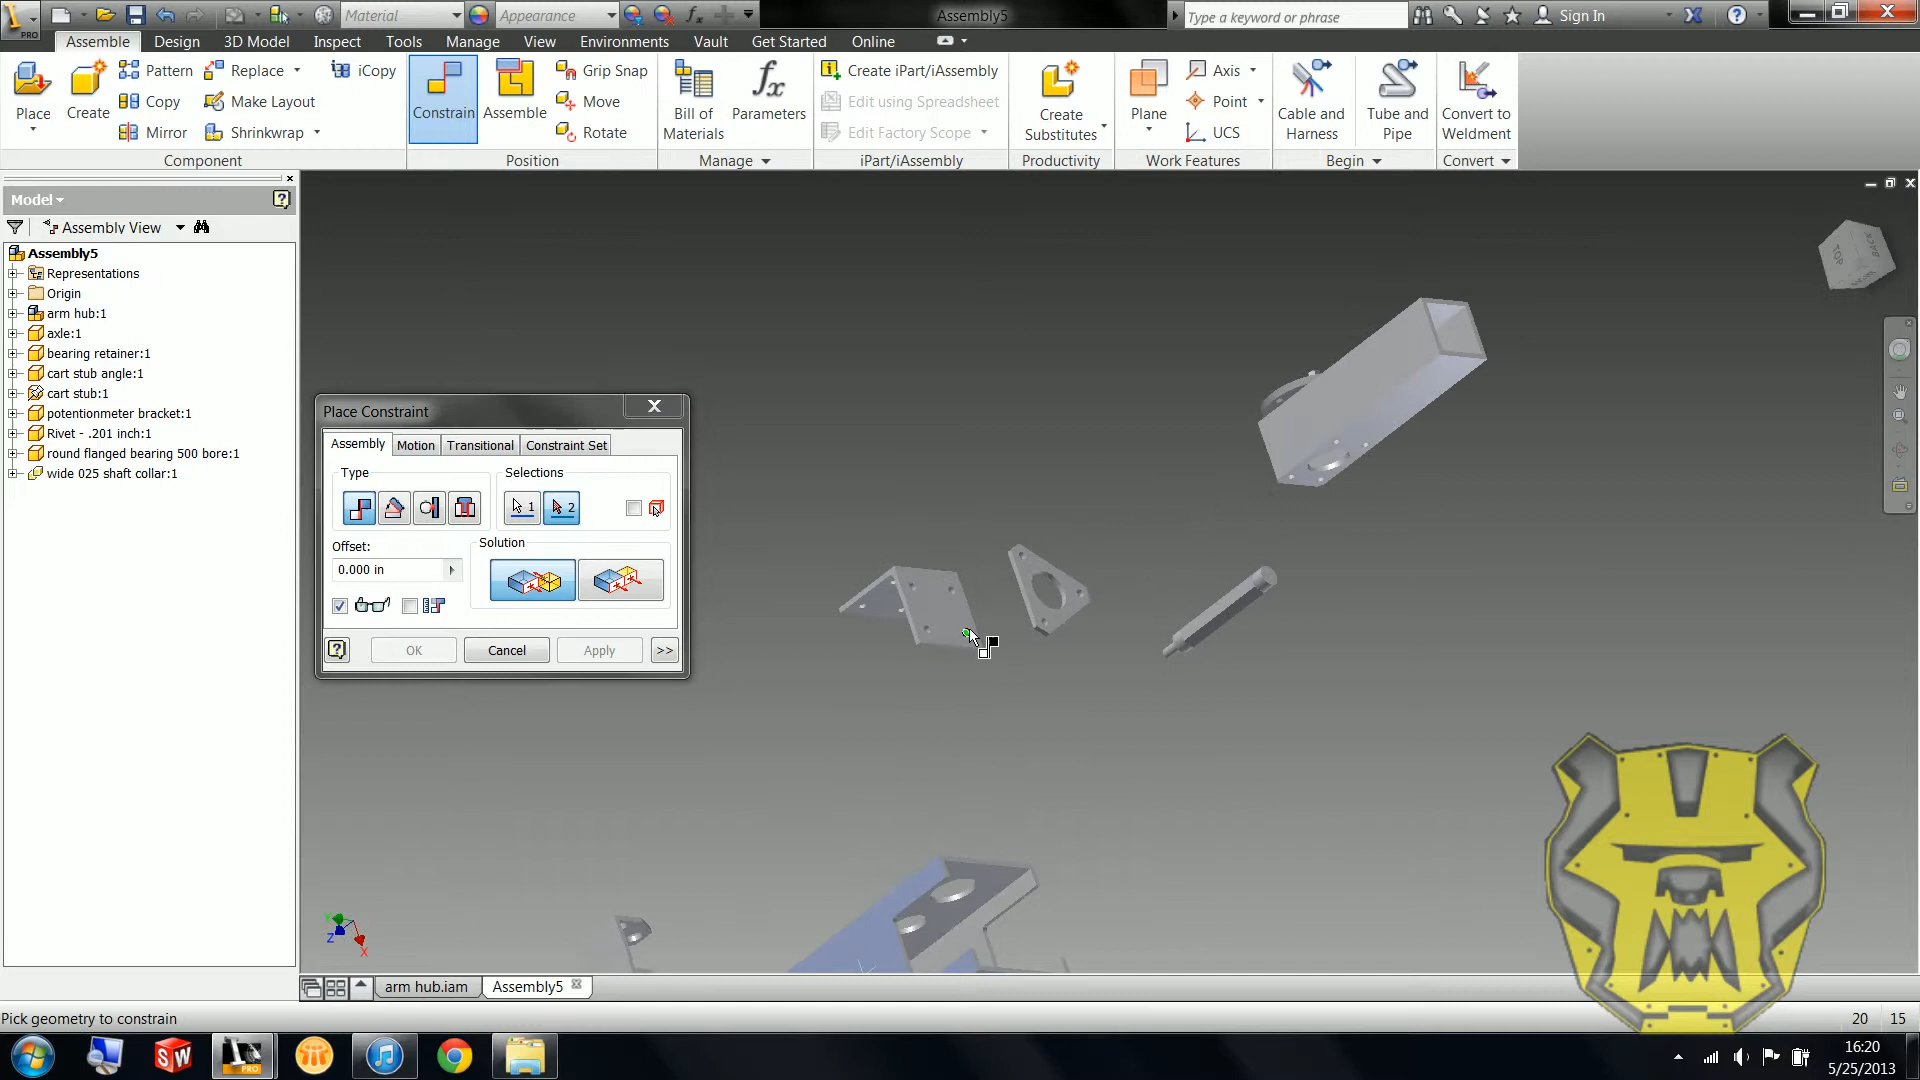 PRO
Material
Appearance
Assembly5
Type a keyword or phrase
Sign In
Assemble Design 3D Model Inspect Tools Manage View Environments Vault Get Started Online
Place
Create
Pattern
Copy
Mirror
Replace
Make Layout
Shrinkwrap
iCopy
Component
Constrain
Assemble
Grip Snap
Move
Rotate
Position
Bill of
Materials
Parameters
Manage
Create iPart/iAssembly
Edit using Spreadsheet
Edit Factory Scope
iPart/iAssembly
Create
Substitutes
Productivity
Plane
Axis
Point
UCS
Work Features
Cable and
Harness
Tube and
Pipe
Begin
Convert to
Weldment
Convert
Model
Assembly View
Assembly5
Representations
Origin
arm hub:1
axle:1
bearing retainer:1
cart stub angle:1
cart stub:1
potentionmeter bracket:1
Rivet - .201 inch:1
round flanged bearing 500 bore:1
wide 025 shaft collar:1
TOP
BACK
Place Constraint
Assembly Motion Transitional Constraint Set
Type
Selections
1 2
Offset:
0.000 in
Solution
OK Cancel Apply >>
Y
Z
X
arm hub.iam Assembly5
Pick geometry to constrain
20 15
SW
PRO
16:20
5/25/2013